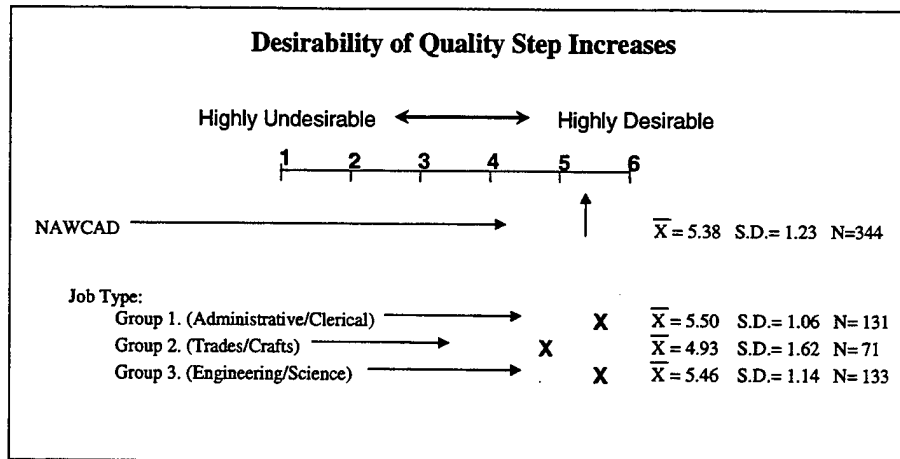 Desirability of Quality Step Increases
Highly Undesirable Highly Desirable
1 2 3 4 5 6
NAWCAD X̄ = 5.38 S.D.= 1.23 N=344
Job Type:
Group 1. (Administrative/Clerical) X X̄ = 5.50 S.D.= 1.06 N= 131
Group 2. (Trades/Crafts) X X̄ = 4.93 S.D.= 1.62 N= 71
Group 3. (Engineering/Science) X X̄ = 5.46 S.D.= 1.14 N= 133